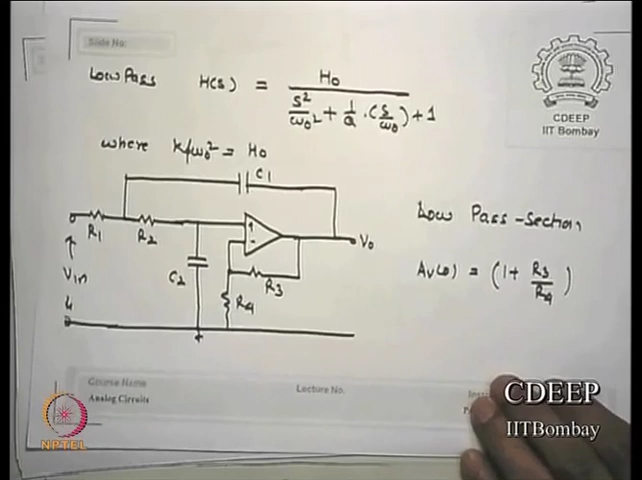 Slide No:
Low Pass H(s) = H0 / (s²/ω0² + 1/Q . (s/ω0) + 1)
where K/ω0² = H0
C1
R1
R2
+
-
V0
Vin
C2
R3
R4
Low Pass-Section
Av(0) = (1 + R3/R4)
CDEEP
IIT Bombay
Course Name
Analog Circuits
Lecture No.
NPTEL
CDEEP
IIT Bombay